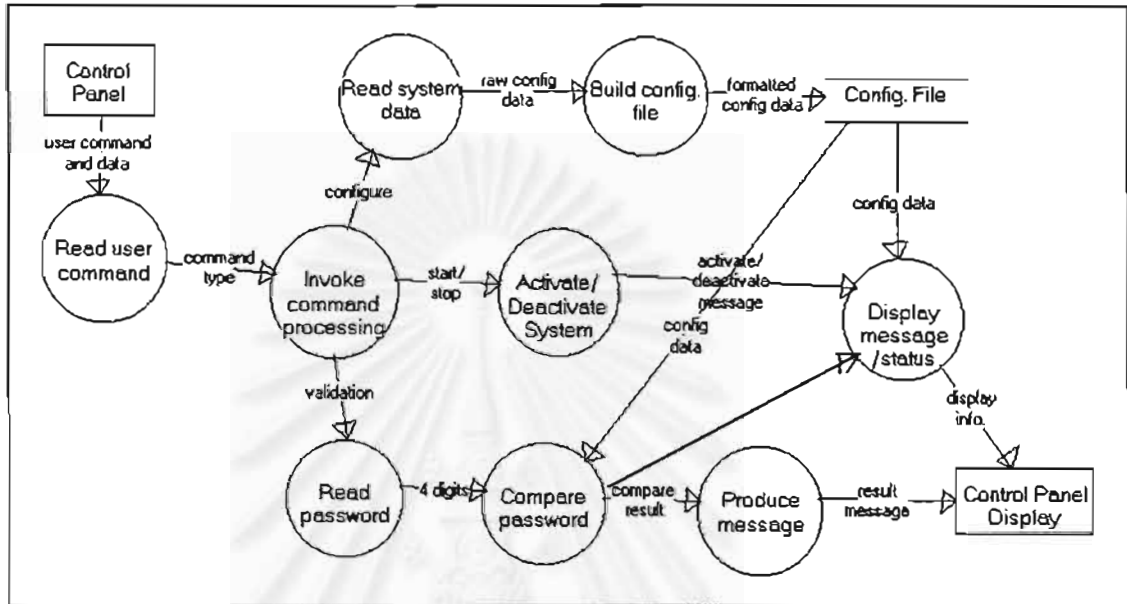 Control
Panel
user command
and data
Read user
command
command
type
Invoke
command
processing
configure
Read system
data
raw config
data
Build config.
file
formatted
config data
Config. File
config data
start/
stop
Activate/
Deactivate
System
activate/
deactivate
message
config
data
Display
message
/status
display
info.
validation
Read
password
4 digits
Compare
password
compare
result
Produce
message
result
message
Control Panel
Display